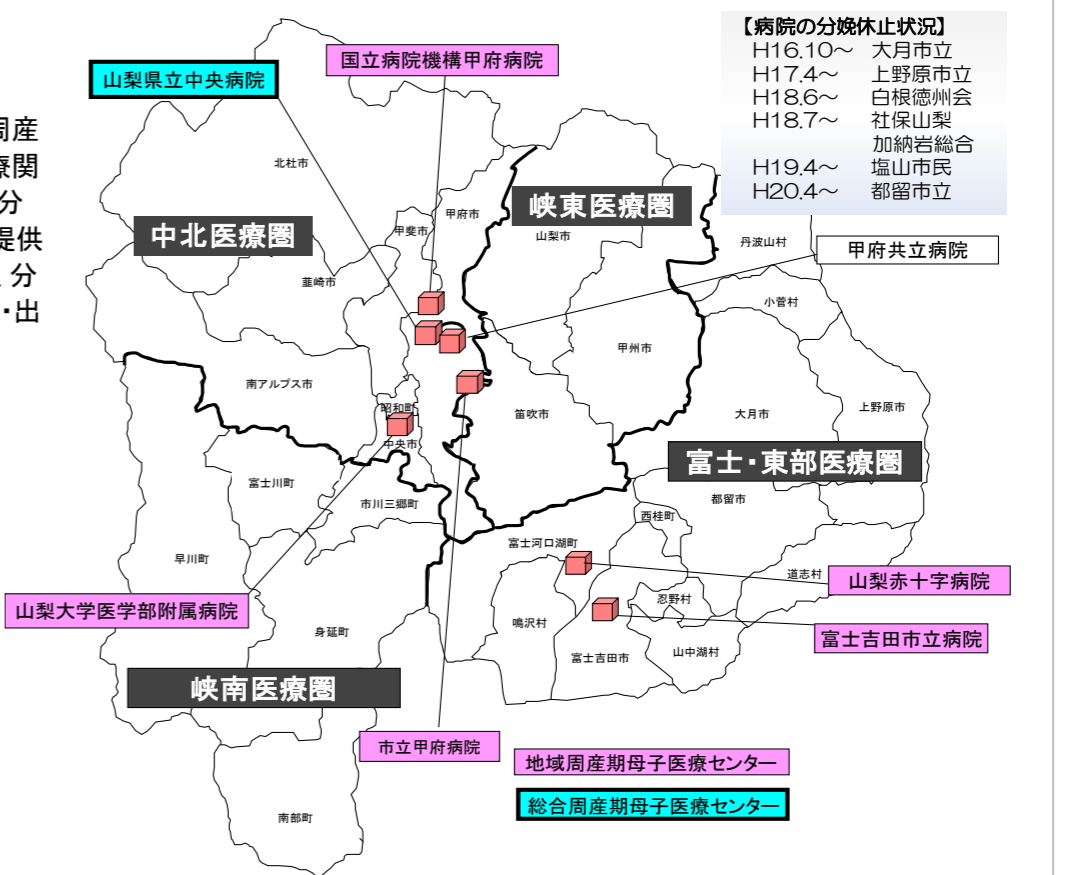 【病院の分娩休止状況】
H16.10～ 大月市立
H17.4～ 上野原市立
H18.6～ 白根徳州会
H18.7～ 社保山梨
加納岩総合
H19.4～ 塩山市民
H20.4～ 都留市立
国立病院機構甲府病院
山梨県立中央病院
周産
療関
分
提供
、分
・出
北杜市
中北医療圏
甲斐市
甲府市
韮崎市
峡東医療圏
山梨市
丹波山村
甲府共立病院
小菅村
甲州市
南アルプス市
昭和町
中央市
笛吹市
大月市
上野原市
富士・東部医療圏
富士川町
市川三郷町
都留市
西桂町
早川町
富士河口湖町
道志村
山梨赤十字病院
忍野村
山梨大学医学部附属病院
身延町
鳴沢村
富士吉田市
山中湖村
富士吉田市立病院
峡南医療圏
市立甲府病院
地域周産期母子医療センター
総合周産期母子医療センター
南部町